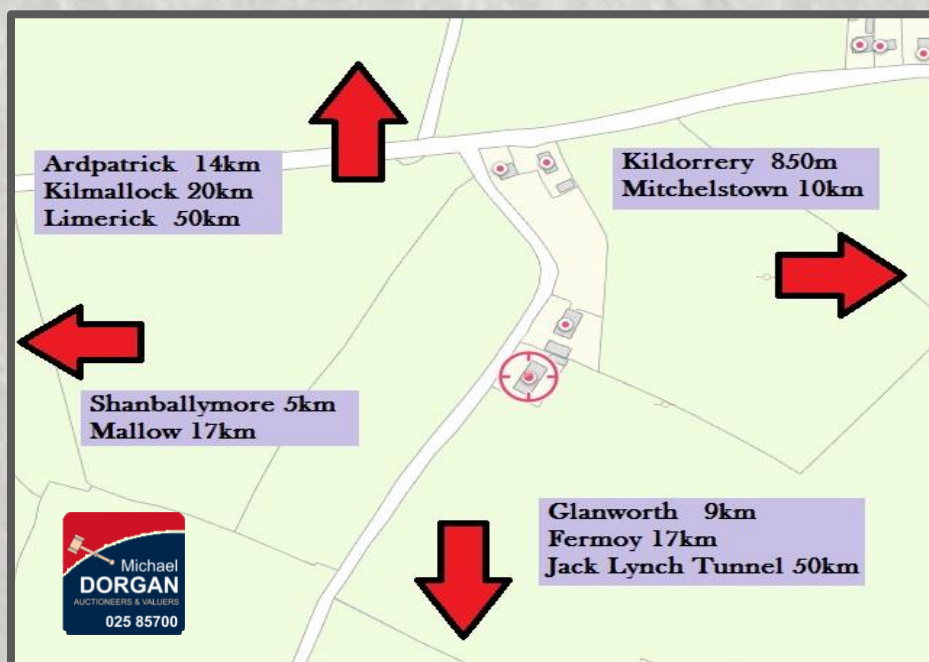 Ardpatrick 14km
Kilmallock 20km
Limerick 50km
Kildorrery 850m
Mitchelstown 10km
Shanballymore 5km
Mallow 17km
Glanworth 9km
Fermoy 17km
Jack Lynch Tunnel 50km
Michael
DORGAN
AUCTIONEERS & VALUERS
025 85700